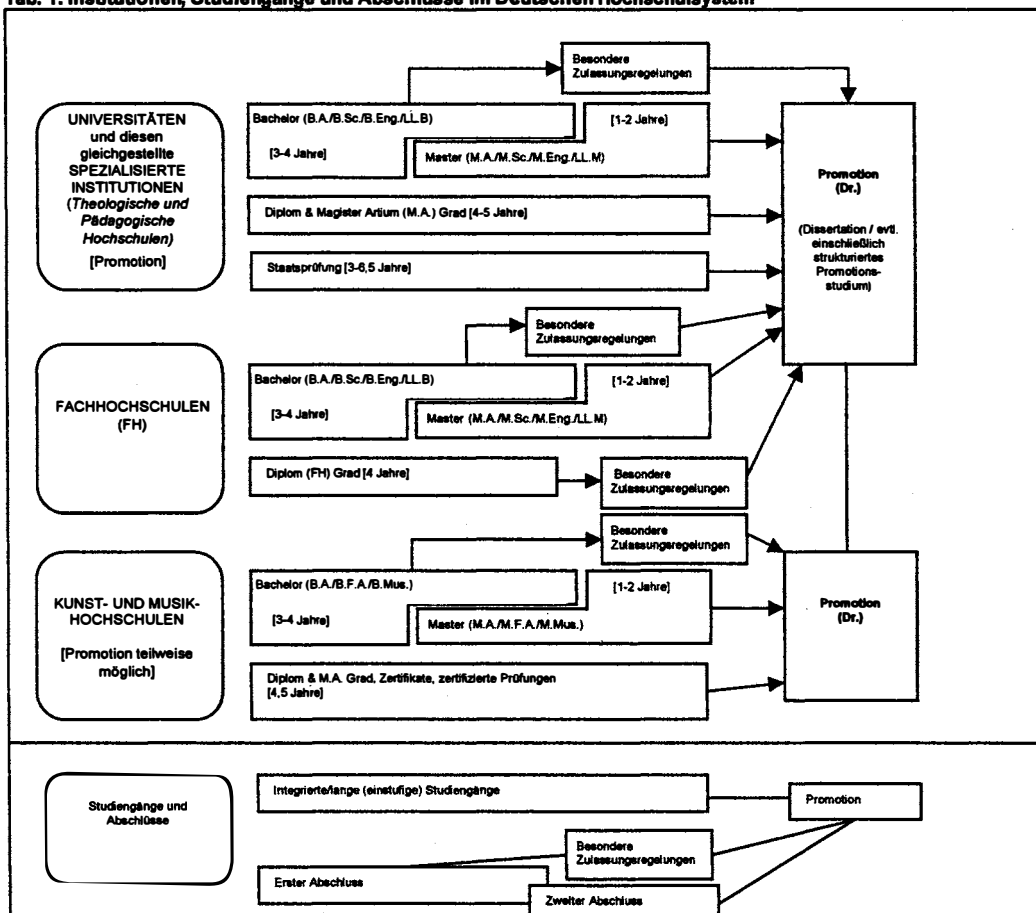 Tab. 1: Institutionen, Studiengänge und Abschlüsse im Deutschen Hochschulsystem
Besondere
Zulassungsregelungen
UNIVERSITÄTEN
und diesen
gleichgestellte
SPEZIALISIERTE
INSTITUTIONEN
(Theologische und
Pädagogische
Hochschulen)
[Promotion]
Bachelor (B.A./B.Sc./B.Eng./LL.B)
[3-4 Jahre]
[1-2 Jahre]
Master (M.A./M.Sc./M.Eng./LL.M)
Diplom & Magister Artium (M.A.) Grad [4-5 Jahre]
Staatsprüfung [3-6,5 Jahre]
Promotion
(Dr.)
(Dissertation / evtl.
einschließlich
strukturiertes
Promotions-
studium)
Besondere
Zulassungsregelungen
FACHHOCHSCHULEN
(FH)
Bachelor (B.A./B.Sc./B.Eng./LL.B)
[3-4 Jahre]
[1-2 Jahre]
Master (M.A./M.Sc./M.Eng./LL.M)
Diplom (FH) Grad [4 Jahre]
Besondere
Zulassungsregelungen
Besondere
Zulassungsregelungen
KUNST- UND MUSIK-
HOCHSCHULEN
[Promotion teilweise
möglich]
Bachelor (B.A./B.F.A./B.Mus.)
[3-4 Jahre]
[1-2 Jahre]
Master (M.A./M.F.A./M.Mus.)
Diplom & M.A. Grad, Zertifikate, zertifizierte Prüfungen
[4,5 Jahre]
Promotion
(Dr.)
Studiengänge und
Abschlüsse
Integrierte/lange (einstufige) Studiengänge
Promotion
Besondere
Zulassungsregelungen
Erster Abschluss
Zweiter Abschluss